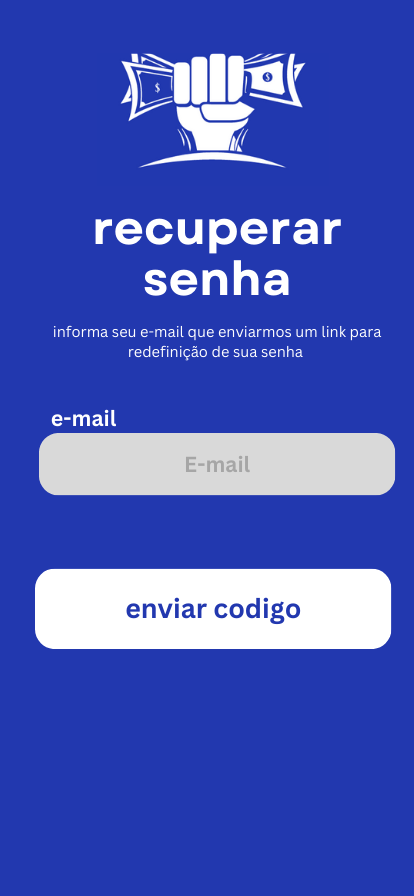 $
$
recuperar
senha
informa seu e-mail que enviarmos um link para
redefinição de sua senha
e-mail
E-mail
enviar codigo